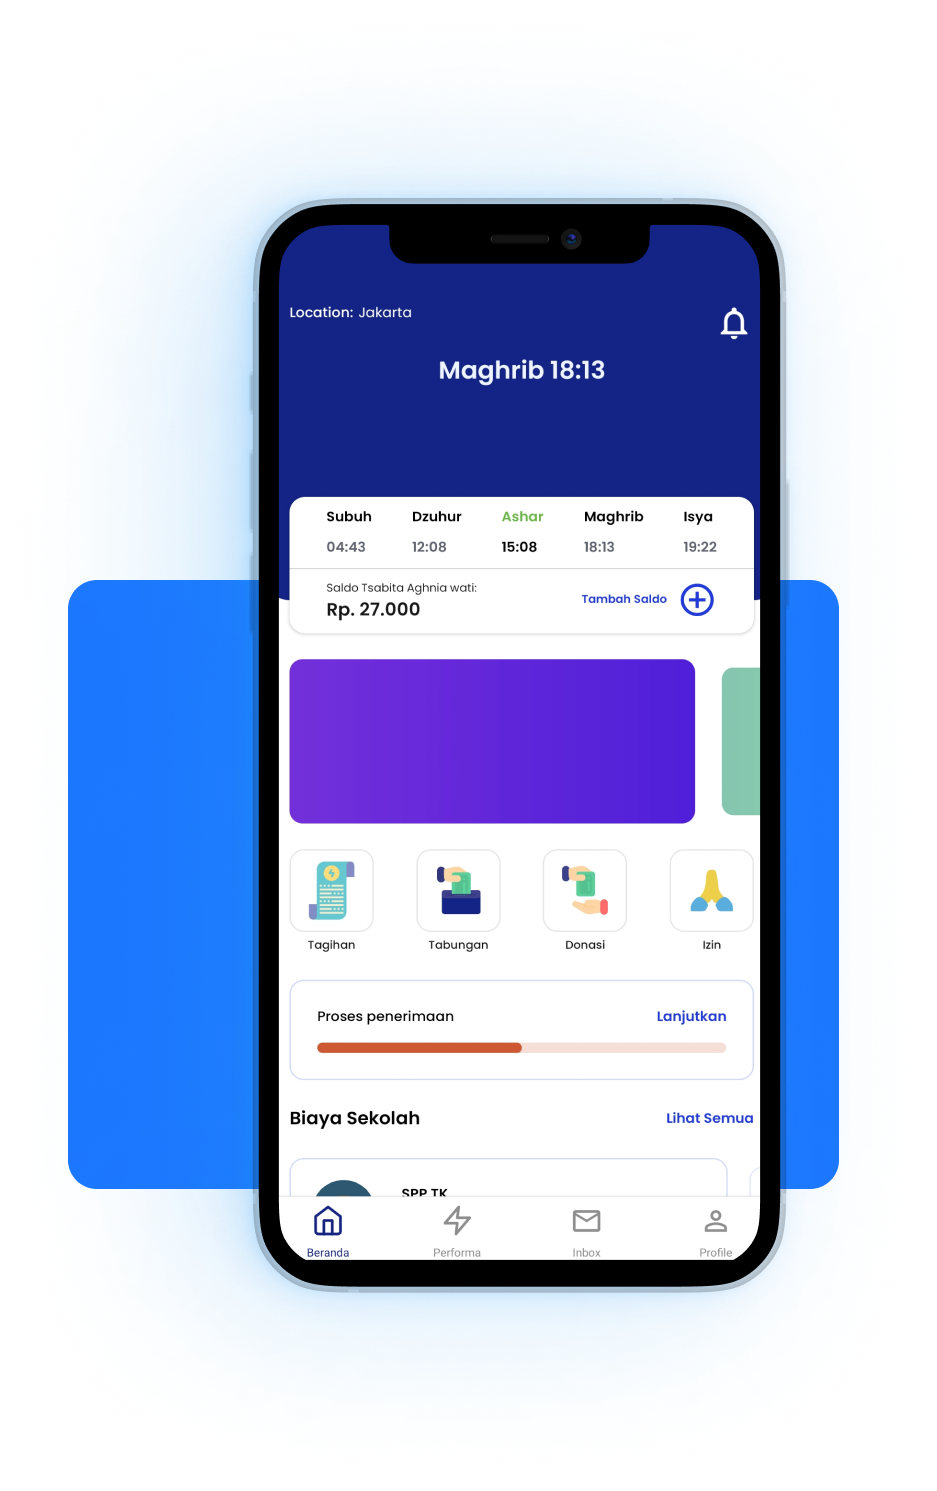 Location: Jakarta
Maghrib 18:13
Subuh Dzuhur Ashar Maghrib Isya
04:43 12:08 15:08 18:13 19:22
Saldo Tsabita Aghnia wati:
Rp. 27.000
Tambah Saldo
Tagihan Tabungan Donasi Izin
Proses penerimaan Lanjutkan
Biaya Sekolah Lihat Semua
SPP TK
Beranda Performa Inbox Profile